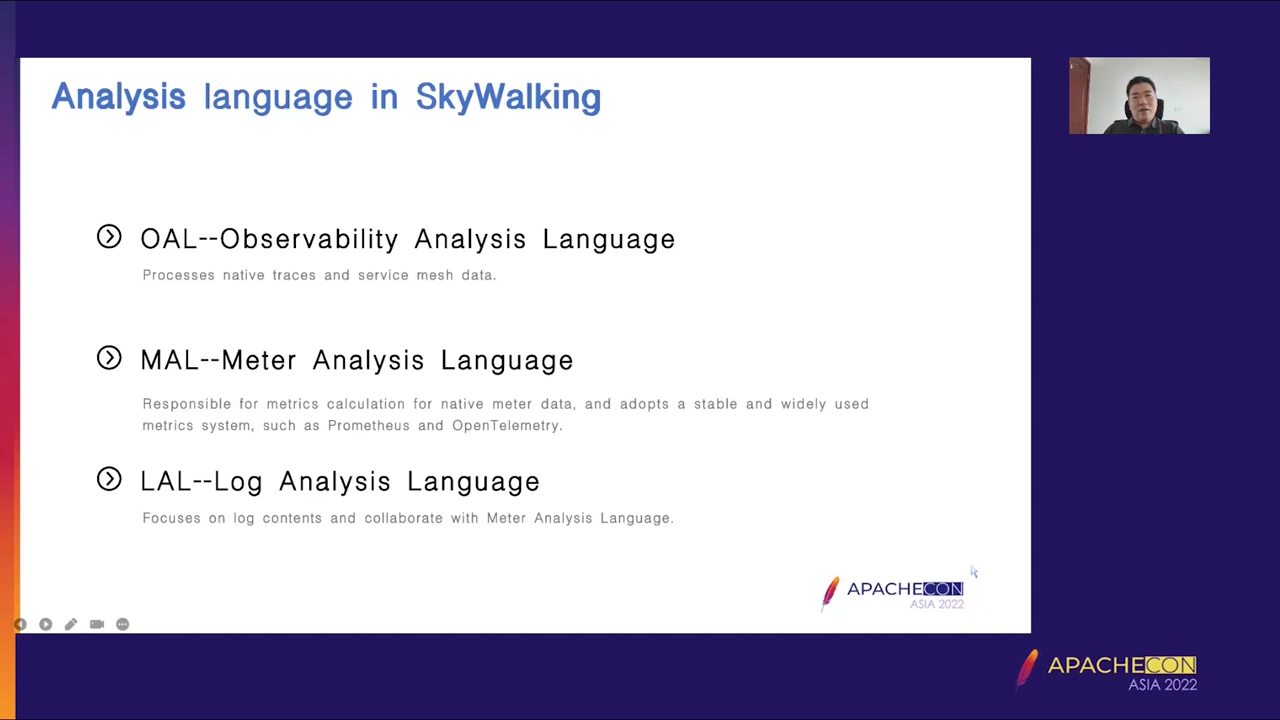 Analysis language in SkyWalking
OAL--Observability Analysis Language
Processes native traces and service mesh data.
MAL--Meter Analysis Language
Responsible for metrics calculation for native meter data, and adopts a stable and widely used
metrics system, such as Prometheus and OpenTelemetry.
LAL--Log Analysis Language
Focuses on log contents and collaborate with Meter Analysis Language.
APACHECON
ASIA 2022
APACHECON
ASIA 2022